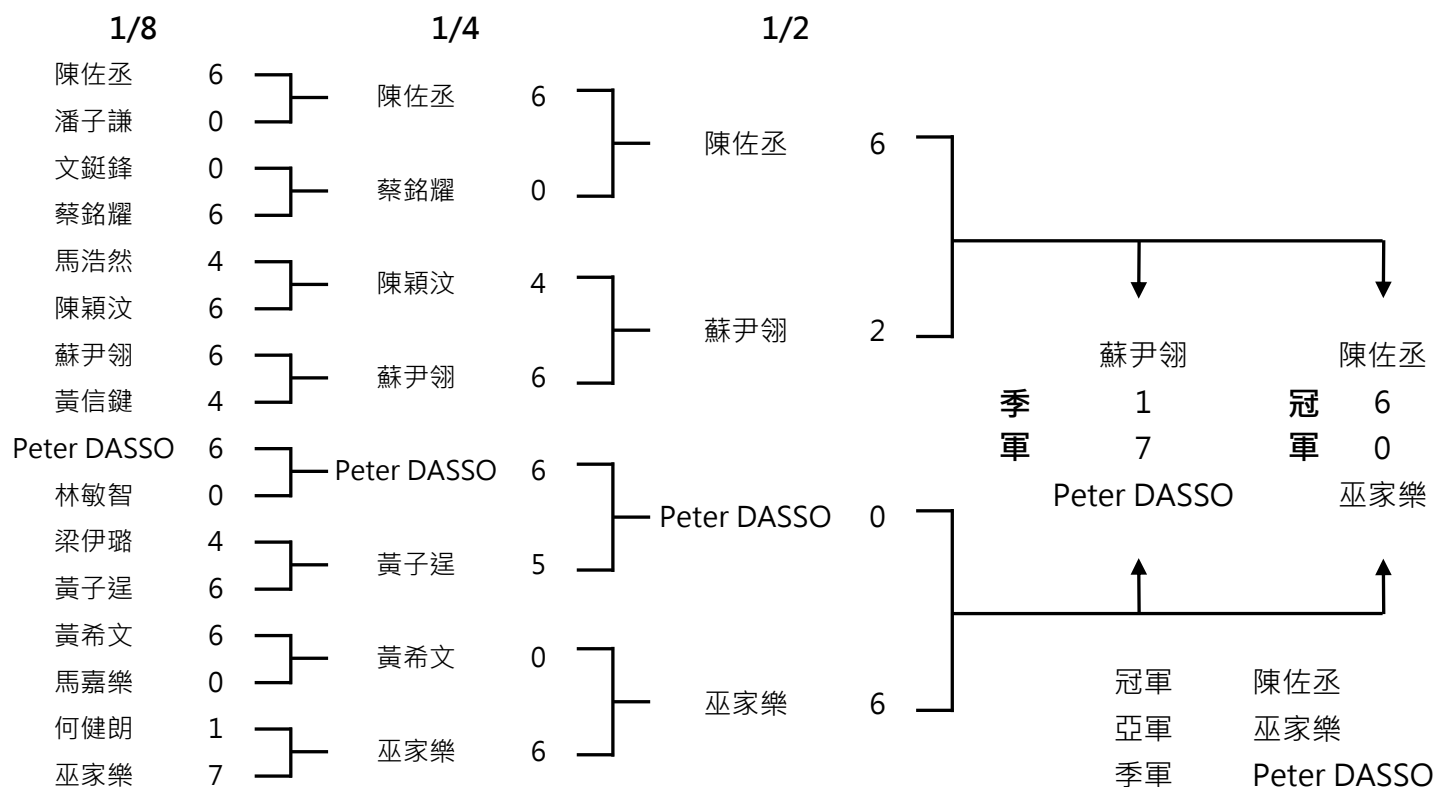 1/8 1/4 1/2
陳佐丞 6
潘子謙 0
文鋌鋒 0
蔡銘耀 6
馬浩然 4
陳穎汶 6
蘇尹翎 6
黃信鍵 4
Peter DASSO 6
林敏智 0
梁伊璐 4
黃子逞 6
黃希文 6
馬嘉樂 0
何健朗 1
巫家樂 7
陳佐丞 6
蔡銘耀 0
陳穎汶 4
蘇尹翎 6
Peter DASSO 6
黃子逞 5
黃希文 0
巫家樂 6
陳佐丞 6
蘇尹翎 2
Peter DASSO 0
巫家樂 6
蘇尹翎
季 1
軍 7
Peter DASSO
陳佐丞
冠 6
軍 0
巫家樂
冠軍 陳佐丞
亞軍 巫家樂
季軍 Peter DASSO